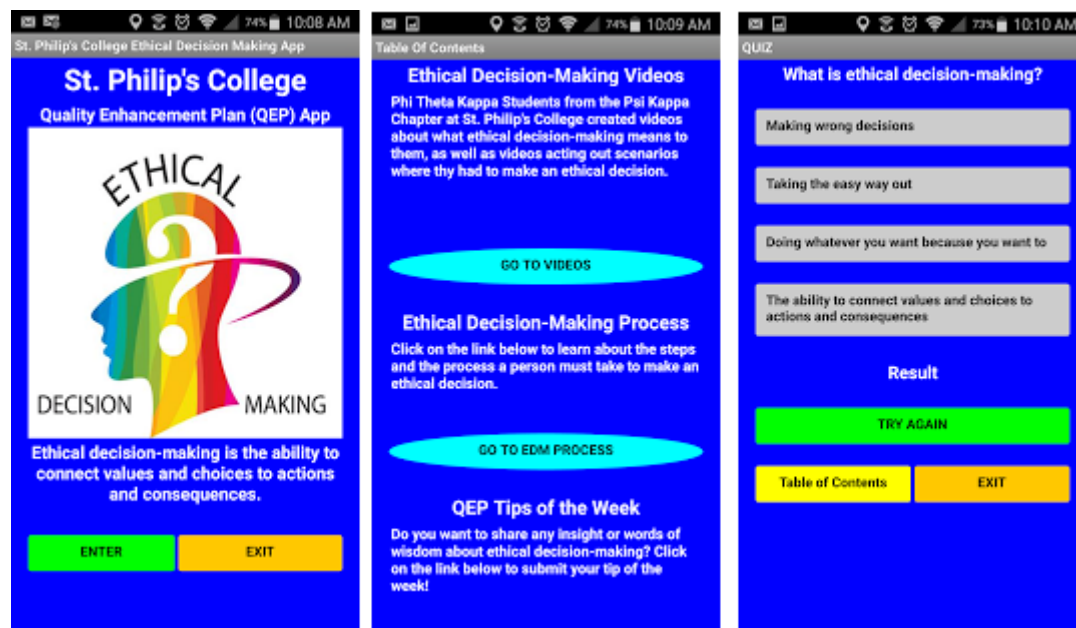 74% 10:08 AM
St. Philip's College Ethical Decision Making App
St. Philip's College
Quality Enhancement Plan (QEP) App
ETHICAL
DECISION MAKING
Ethical decision-making is the ability to
connect values and choices to actions
and consequences.
ENTER EXIT
74% 10:09 AM
Table Of Contents
Ethical Decision-Making Videos
Phi Theta Kappa Students from the Psi Kappa
Chapter at St. Philip's College created videos
about what ethical decision-making means to
them, as well as videos acting out scenarios
where thy had to make an ethical decision.
GO TO VIDEOS
Ethical Decision-Making Process
Click on the link below to learn about the steps
and the process a person must take to make an
ethical decision.
GO TO EDM PROCESS
QEP Tips of the Week
Do you want to share any insight or words of
wisdom about ethical decision-making? Click
on the link below to submit your tip of the
week!
73% 10:10 AM
QUIZ
What is ethical decision-making?
Making wrong decisions
Taking the easy way out
Doing whatever you want because you want to
The ability to connect values and choices to
actions and consequences
Result
TRY AGAIN
Table of Contents EXIT